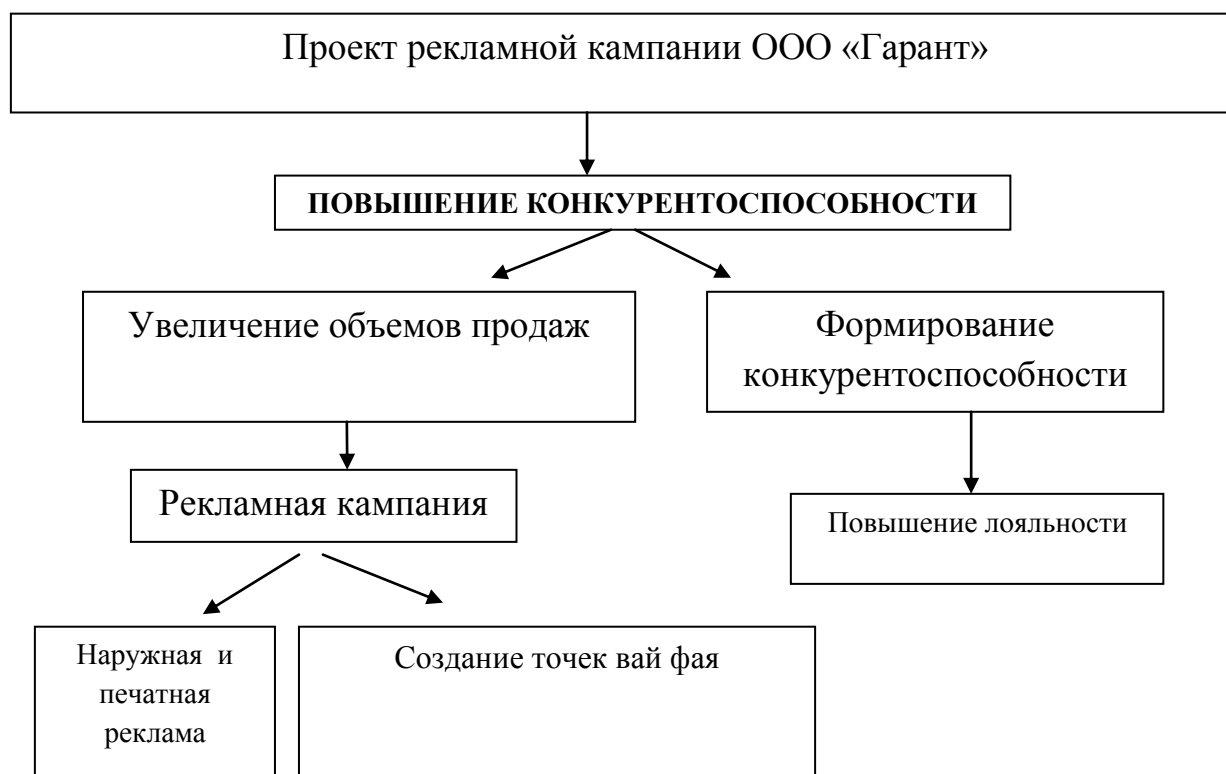 Проект рекламной кампании ООО «Гарант»
ПОВЫШЕНИЕ КОНКУРЕНТОСПОСОБНОСТИ
Увеличение объемов продаж
Формирование
конкурентоспособности
Рекламная кампания
Повышение лояльности
Наружная и
печатная
реклама
Создание точек вай фая